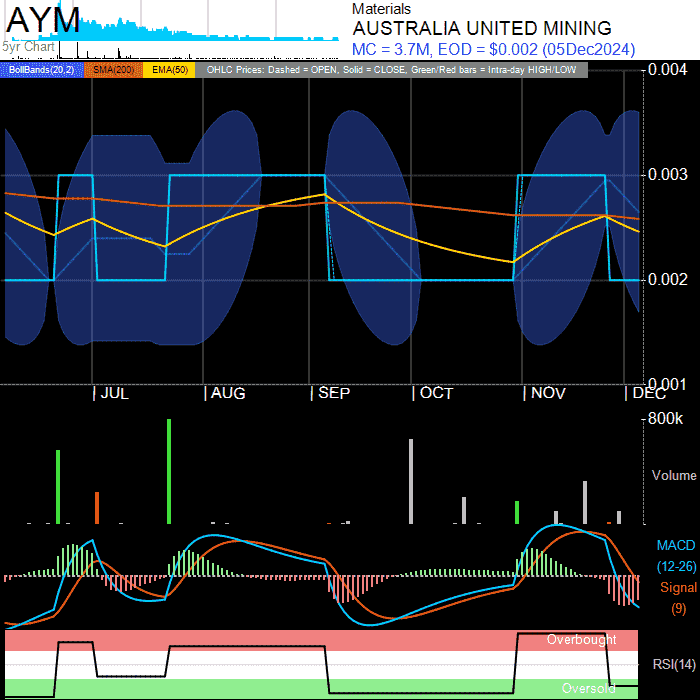 AYM
Materials
AUSTRALIA UNITED MINING
MC = 3.7M, EOD = $0.002 (05Dec2024)
5yr Chart
BollBands(20,2) SMA(200) EMA(50) OHLC Prices: Dashed = OPEN, Solid = CLOSE, Green/Red bars = Intra-day HIGH/LOW
0.004
0.003
0.002
0.001
JUL AUG SEP OCT NOV DEC
800k
Volume
MACD
(12-26)
Signal
(9)
Overbought
RSI(14)
Oversold